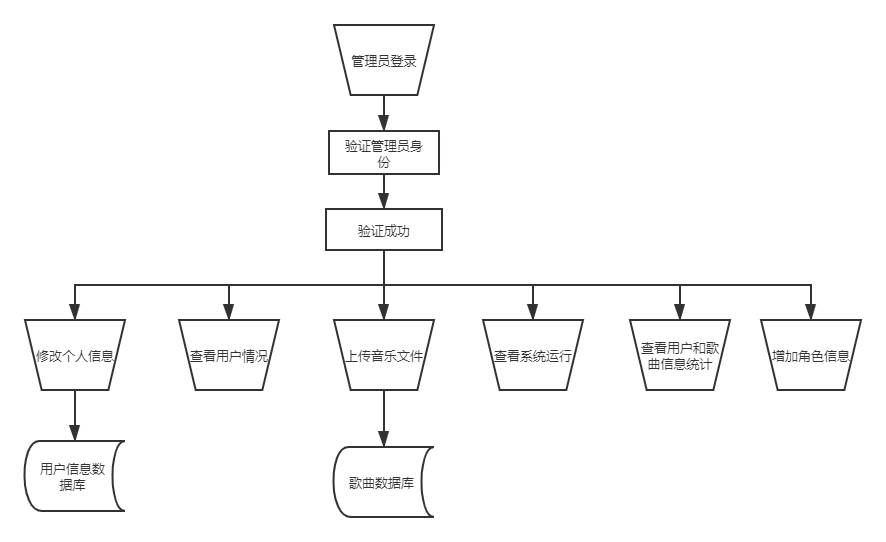 管理员登录
验证管理员身
份
验证成功
修改个人信息
查看用户情况
上传音乐文件
查看系统运行
查看用户和歌
曲信息统计
增加角色信息
用户信息数
据库
歌曲数据库